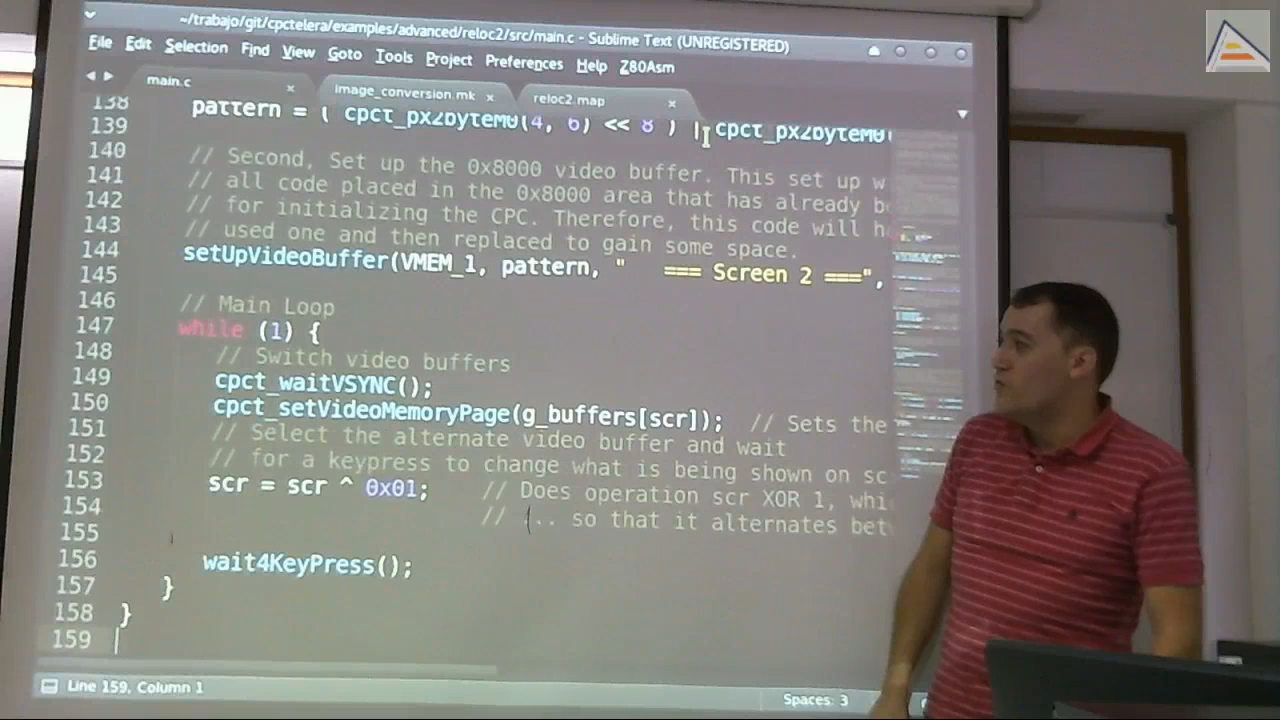 ~/trabajo/git/cpctelera/examples/advanced/reloc2/src/main.c - Sublime Text (UNREGISTERED)
File Edit Selection Find View Goto Tools Project Preferences Help Z80Asm
main.c × image_conversion.mk × reloc2.map ×
138
139 pattern = ( cpct_px2byteM0(4, 6) << 8 ) | cpct_px2byteM0(
140
141 // Second, Set up the 0x8000 video buffer. This set up w
142 // all code placed in the 0x8000 area that has already b
143 // for initializing the CPC. Therefore, this code will h
144 // used one and then replaced to gain some space.
145 setUpVideoBuffer(VMEM_1, pattern, "   === Screen 2 ===",
146 // Main Loop
147 while (1) {
148 // Switch video buffers
149 cpct_waitVSYNC();
150 cpct_setVideoMemoryPage(g_buffers[scr]); // Sets the
151 // Select the alternate video buffer and wait
152 // for a keypress to change what is being shown on sc
153 scr = scr ^ 0x01; // Does operation scr XOR 1, whi
154 // (.. so that it alternates bet
155
156 wait4KeyPress();
157 }
158 }
159
Line 159, Column 1 Spaces: 3